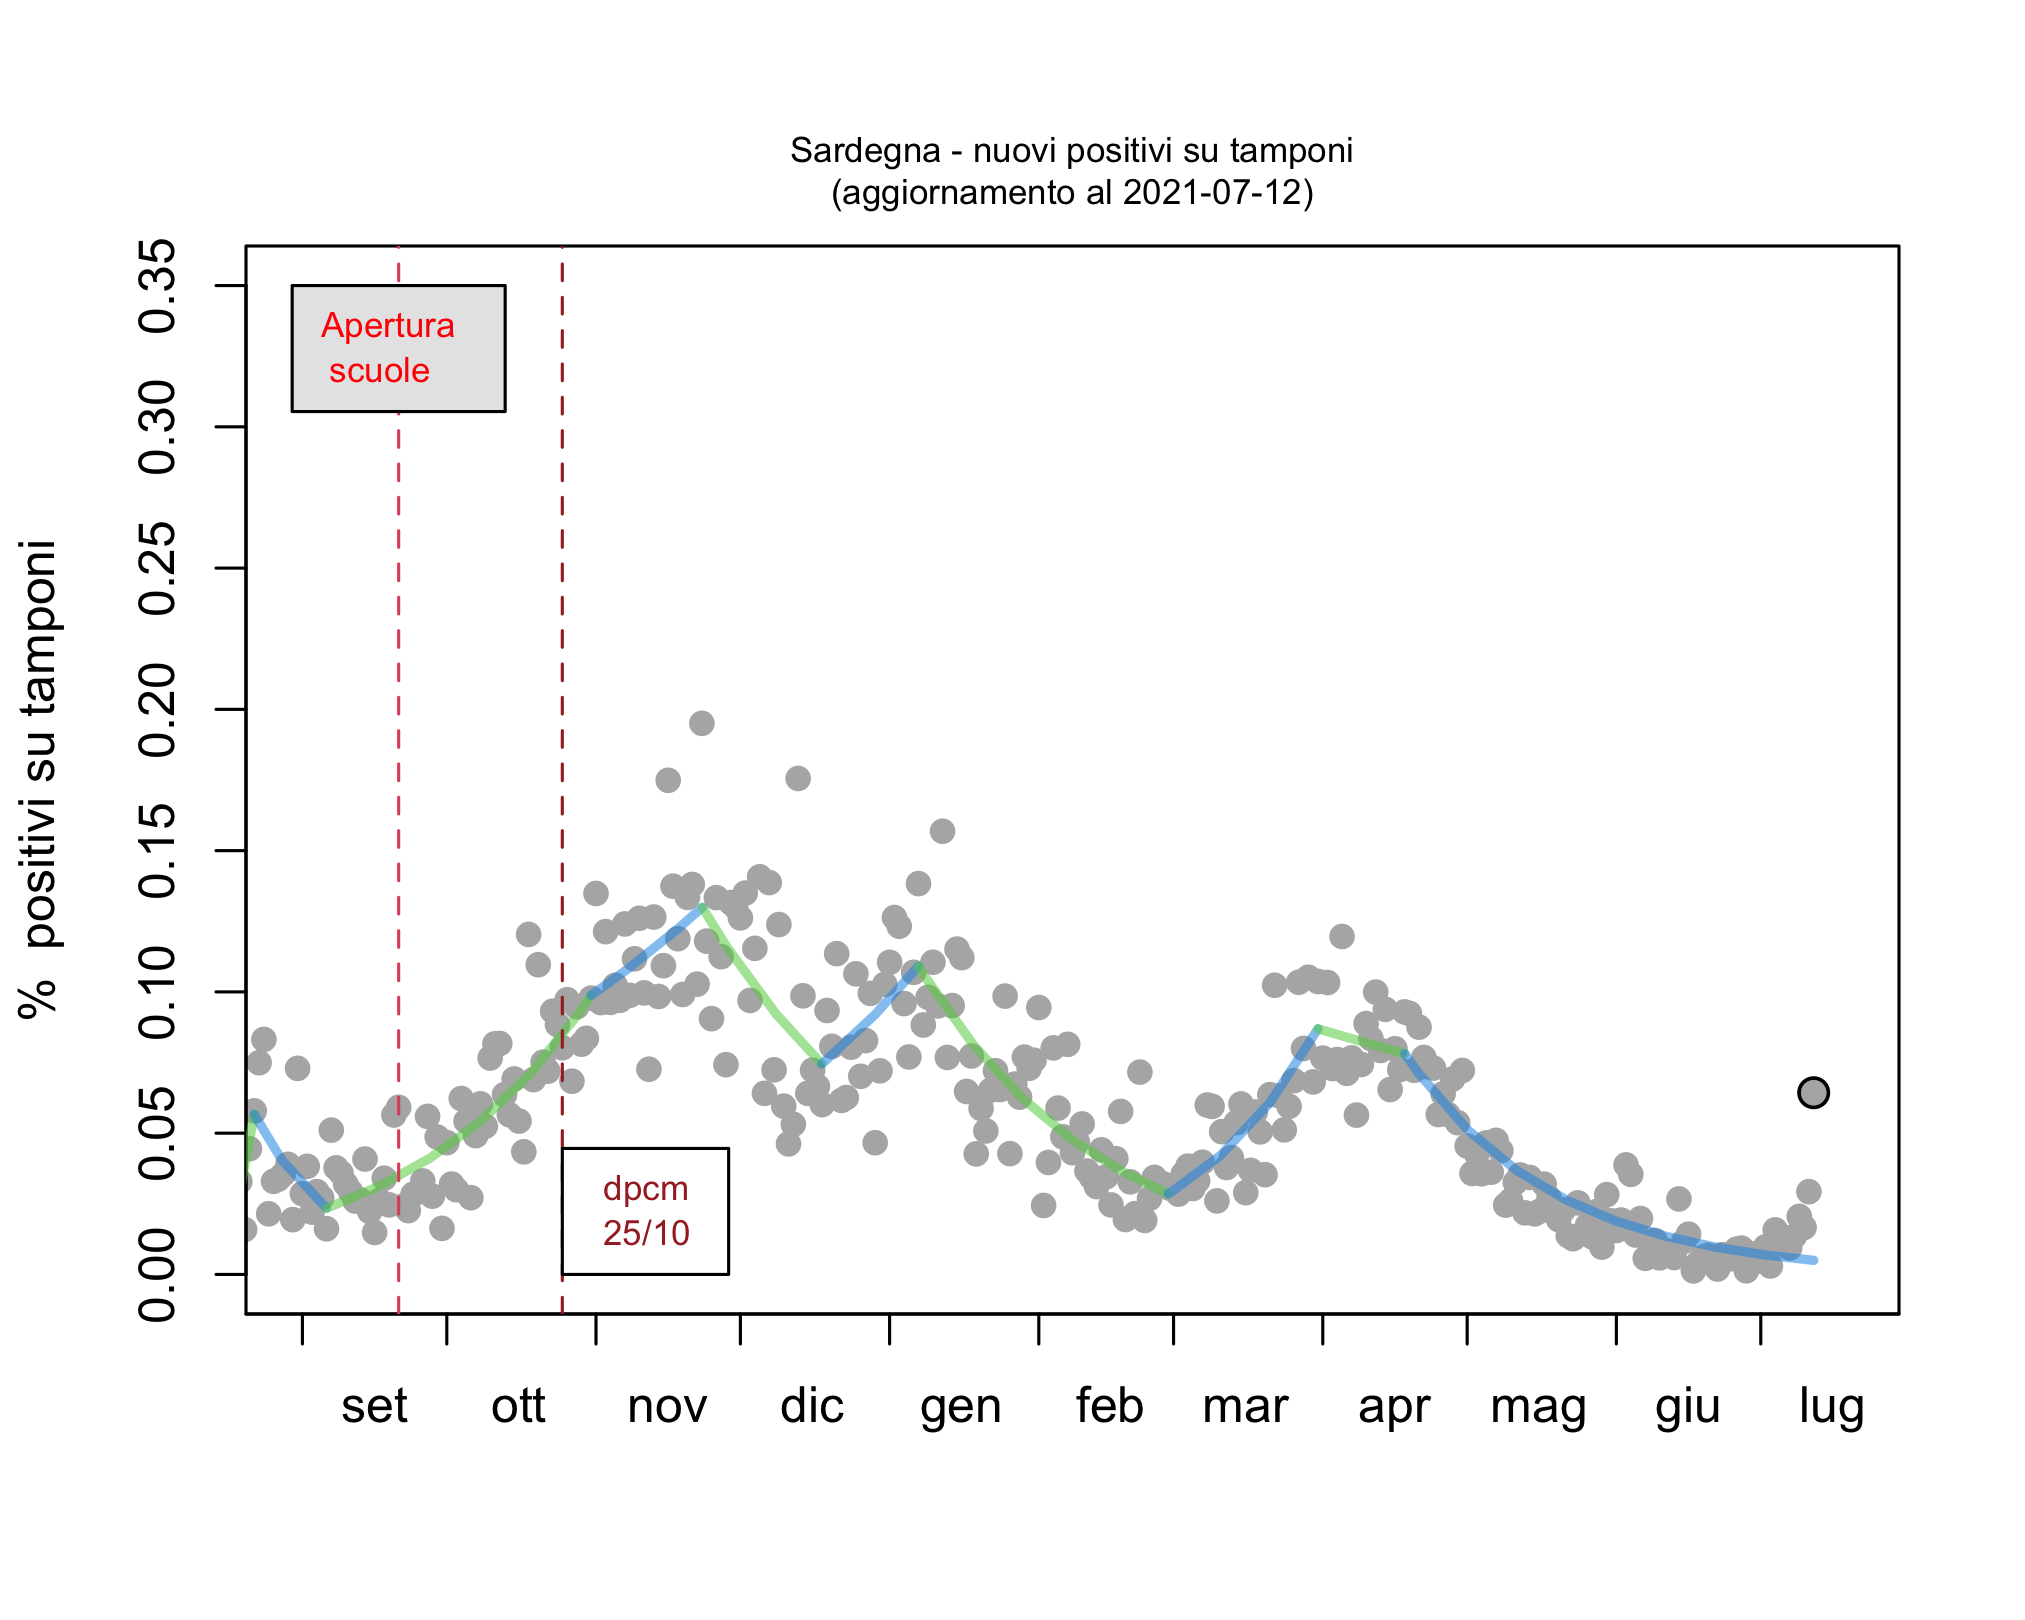 Sardegna - nuovi positivi su tamponi
(aggiornamento al 2021-07-12)
% positivi su tamponi
0.35
0.30
0.25
0.20
0.15
0.10
0.05
0.00
Apertura
scuole
dpcm
25/10
set ott nov dic gen feb mar apr mag giu lug